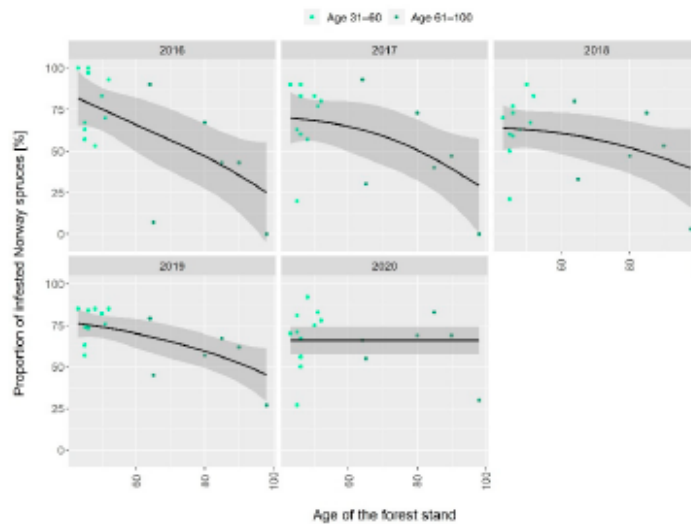 Age 31−60 Age 61−100
2016 2017 2018
100
75
50
25
0
60 80 100
2019 2020
100
75
50
25
0
60 80 100 60 80 100
Proportion of infested Norway spruces [%]
Age of the forest stand